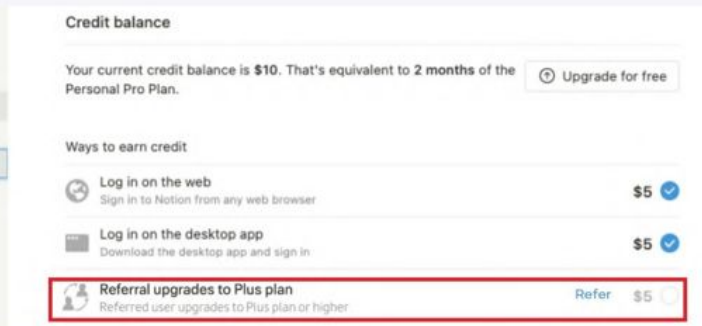 Credit balance
Your current credit balance is $10. That's equivalent to 2 months of the
Personal Pro Plan.
Upgrade for free
Ways to earn credit
Log in on the web
Sign in to Notion from any web browser
$5
Log in on the desktop app
Download the desktop app and sign in
$5
Referral upgrades to Plus plan
Referred user upgrades to Plus plan or higher
Refer
$5